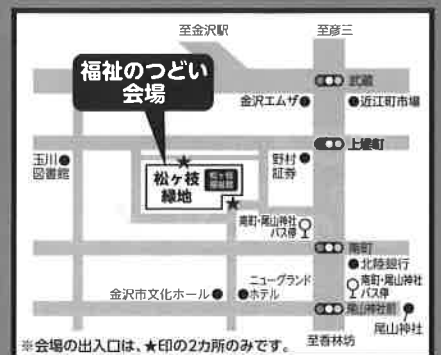 至金沢駅
至彦三
福祉のつどい
会場
武蔵
金沢エムザ●
●近江町市場
上堤町
玉川●
図書館
★
松ヶ枝
緑地
野村●
証券
★
南町・尾山神社
バス停
南町
●北陸銀行
南町・尾山神社
バス停
金沢市文化ホール●
●ニューグランド
ホテル
尾山神社前
尾山神社
至香林坊
※会場の出入口は、★印の2カ所のみです。